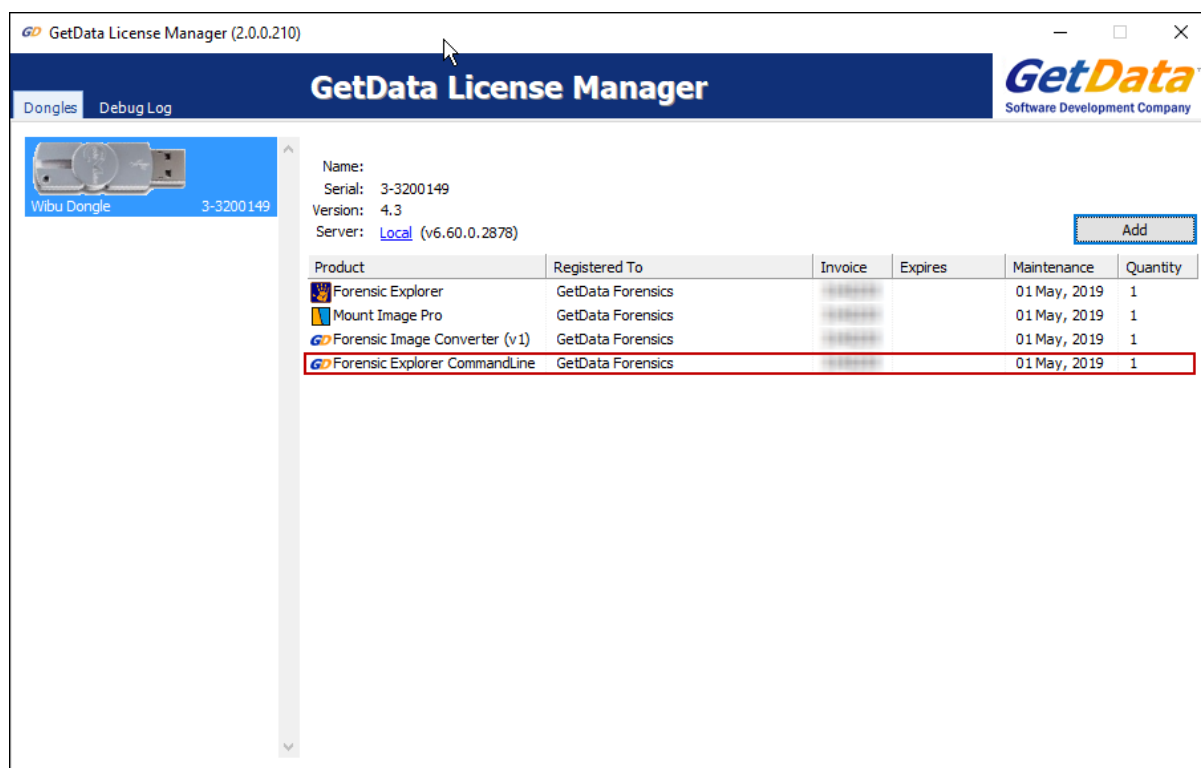 GetData License Manager (2.0.0.210)
GetData License Manager
GetData
Software Development Company
Dongles Debug Log
Wibu Dongle 3-3200149
Name:
Serial: 3-3200149
Version: 4.3
Server: Local (v6.60.0.2878)
Add
Product Registered To Invoice Expires Maintenance Quantity
Forensic Explorer GetData Forensics 01 May, 2019 1
Mount Image Pro GetData Forensics 01 May, 2019 1
GD Forensic Image Converter (v1) GetData Forensics 01 May, 2019 1
GD Forensic Explorer CommandLine GetData Forensics 01 May, 2019 1